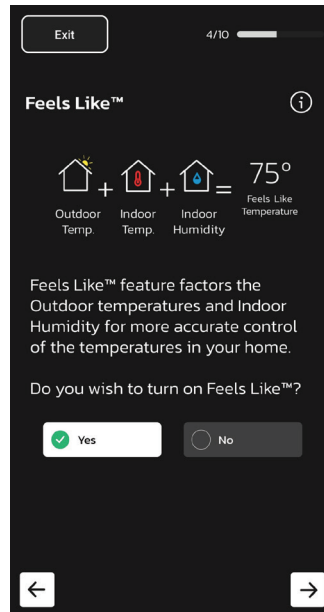 Exit
4/10
Feels Like™
75°
Feels Like
Temperature
Outdoor
Temp.
Indoor
Temp.
Indoor
Humidity
Feels Like™ feature factors the
Outdoor temperatures and Indoor
Humidity for more accurate control
of the temperatures in your home.
Do you wish to turn on Feels Like™?
Yes
No